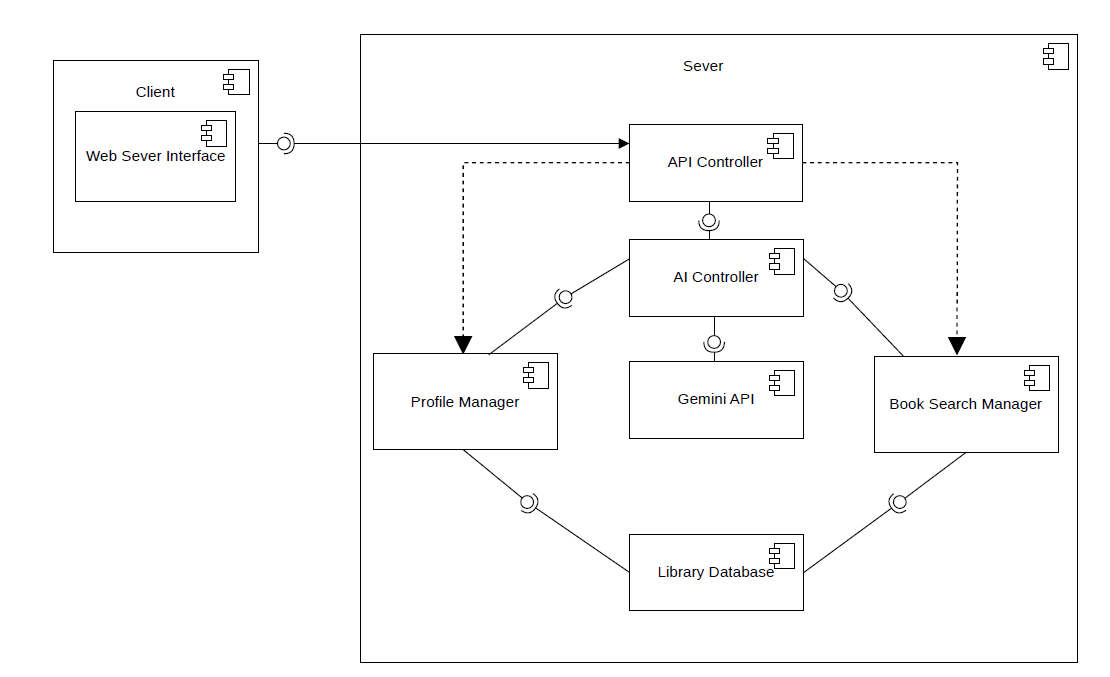 Sever
Client
Web Sever Interface
API Controller
AI Controller
Gemini API
Profile Manager
Book Search Manager
Library Database